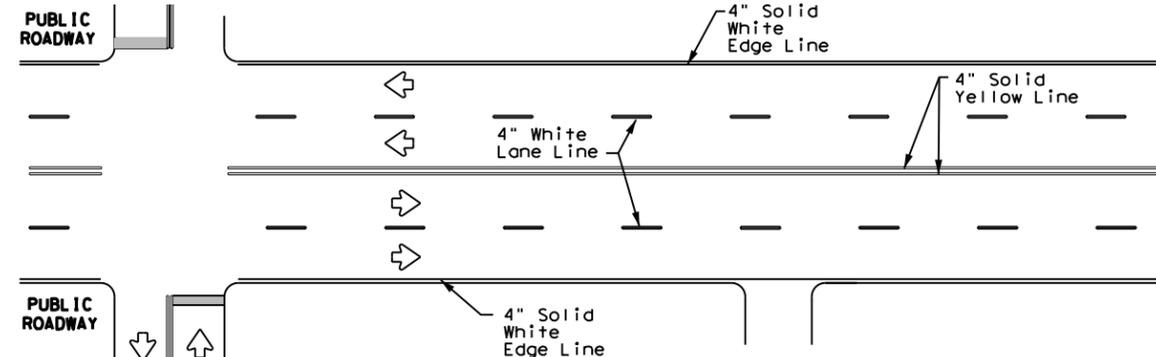 PUBLIC
ROADWAY
4" Solid
White
Edge Line
4" Solid
Yellow Line
4" White
Lane Line
PUBLIC
ROADWAY
4" Solid
White
Edge Line